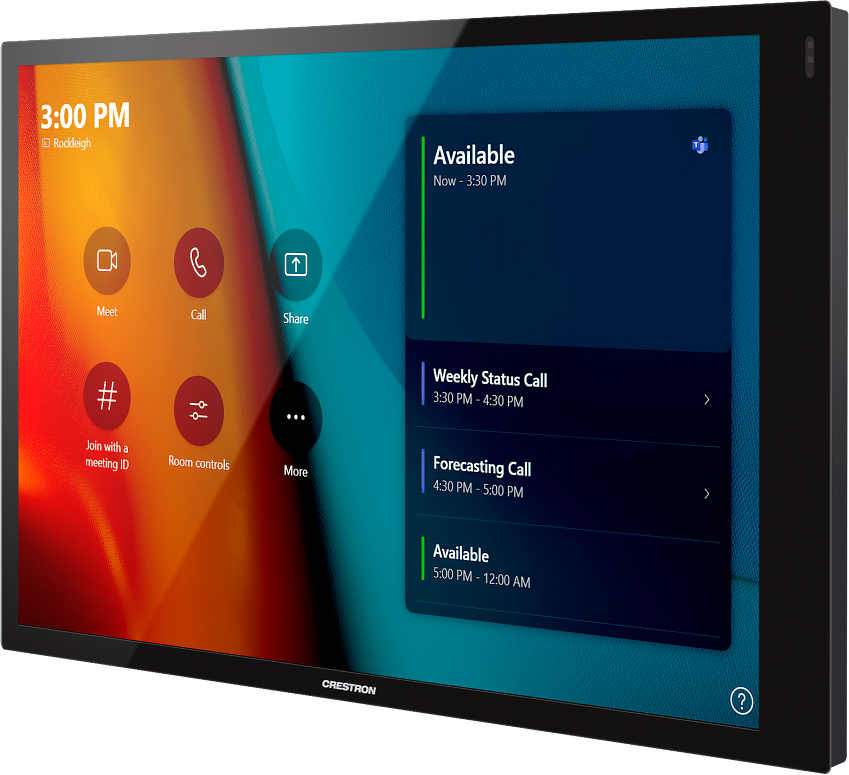 3:00 PM
Rockleigh
Meet
Call
Share
Join with a
meeting ID
Room controls
More
Available
Now - 3:30 PM
Weekly Status Call
3:30 PM - 4:30 PM
Forecasting Call
4:30 PM - 5:00 PM
Available
5:00 PM - 12:00 AM
CRESTRON